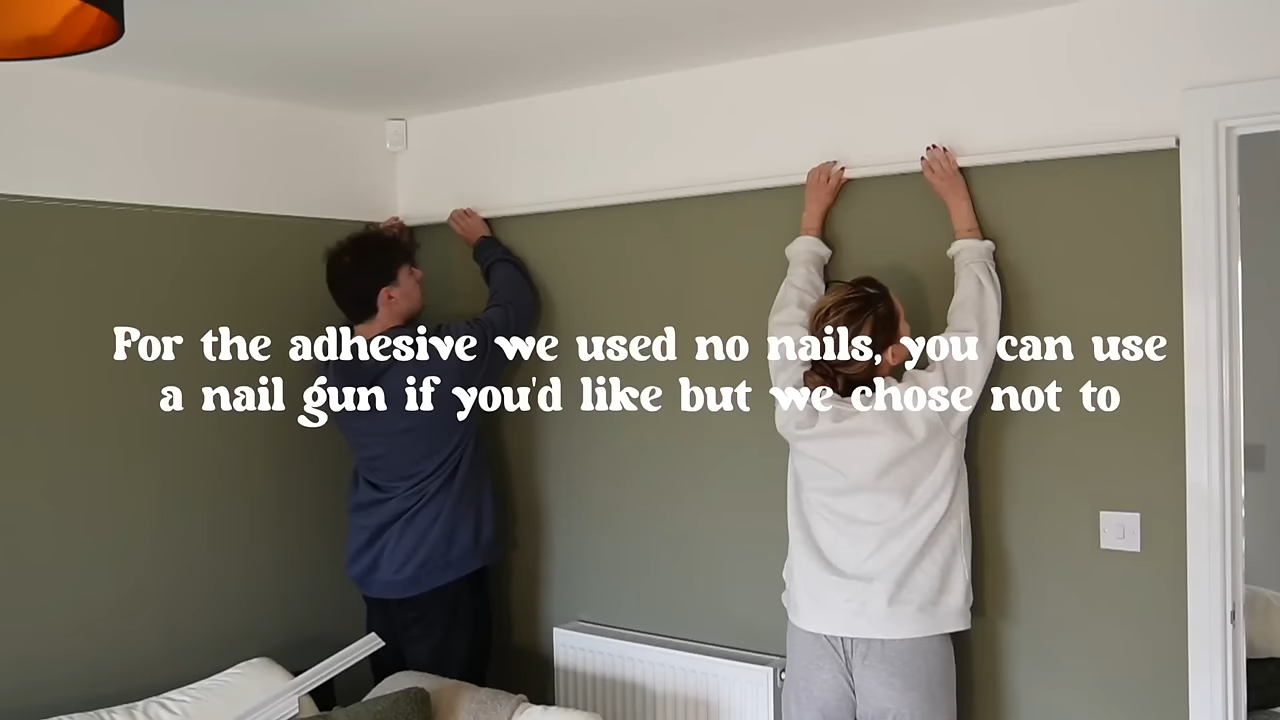 For the adhesive we used no nails, you can use
a nail gun if you'd like but we chose not to